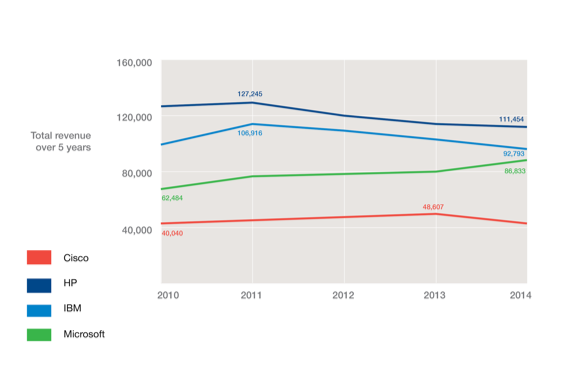 160,000
127,245
111,454
120,000
Total revenue
over 5 years
106,916
92,793
80,000
86,833
62,484
48,607
40,000
40,040
Cisco
HP
IBM
Microsoft
2010
2011
2012
2013
2014